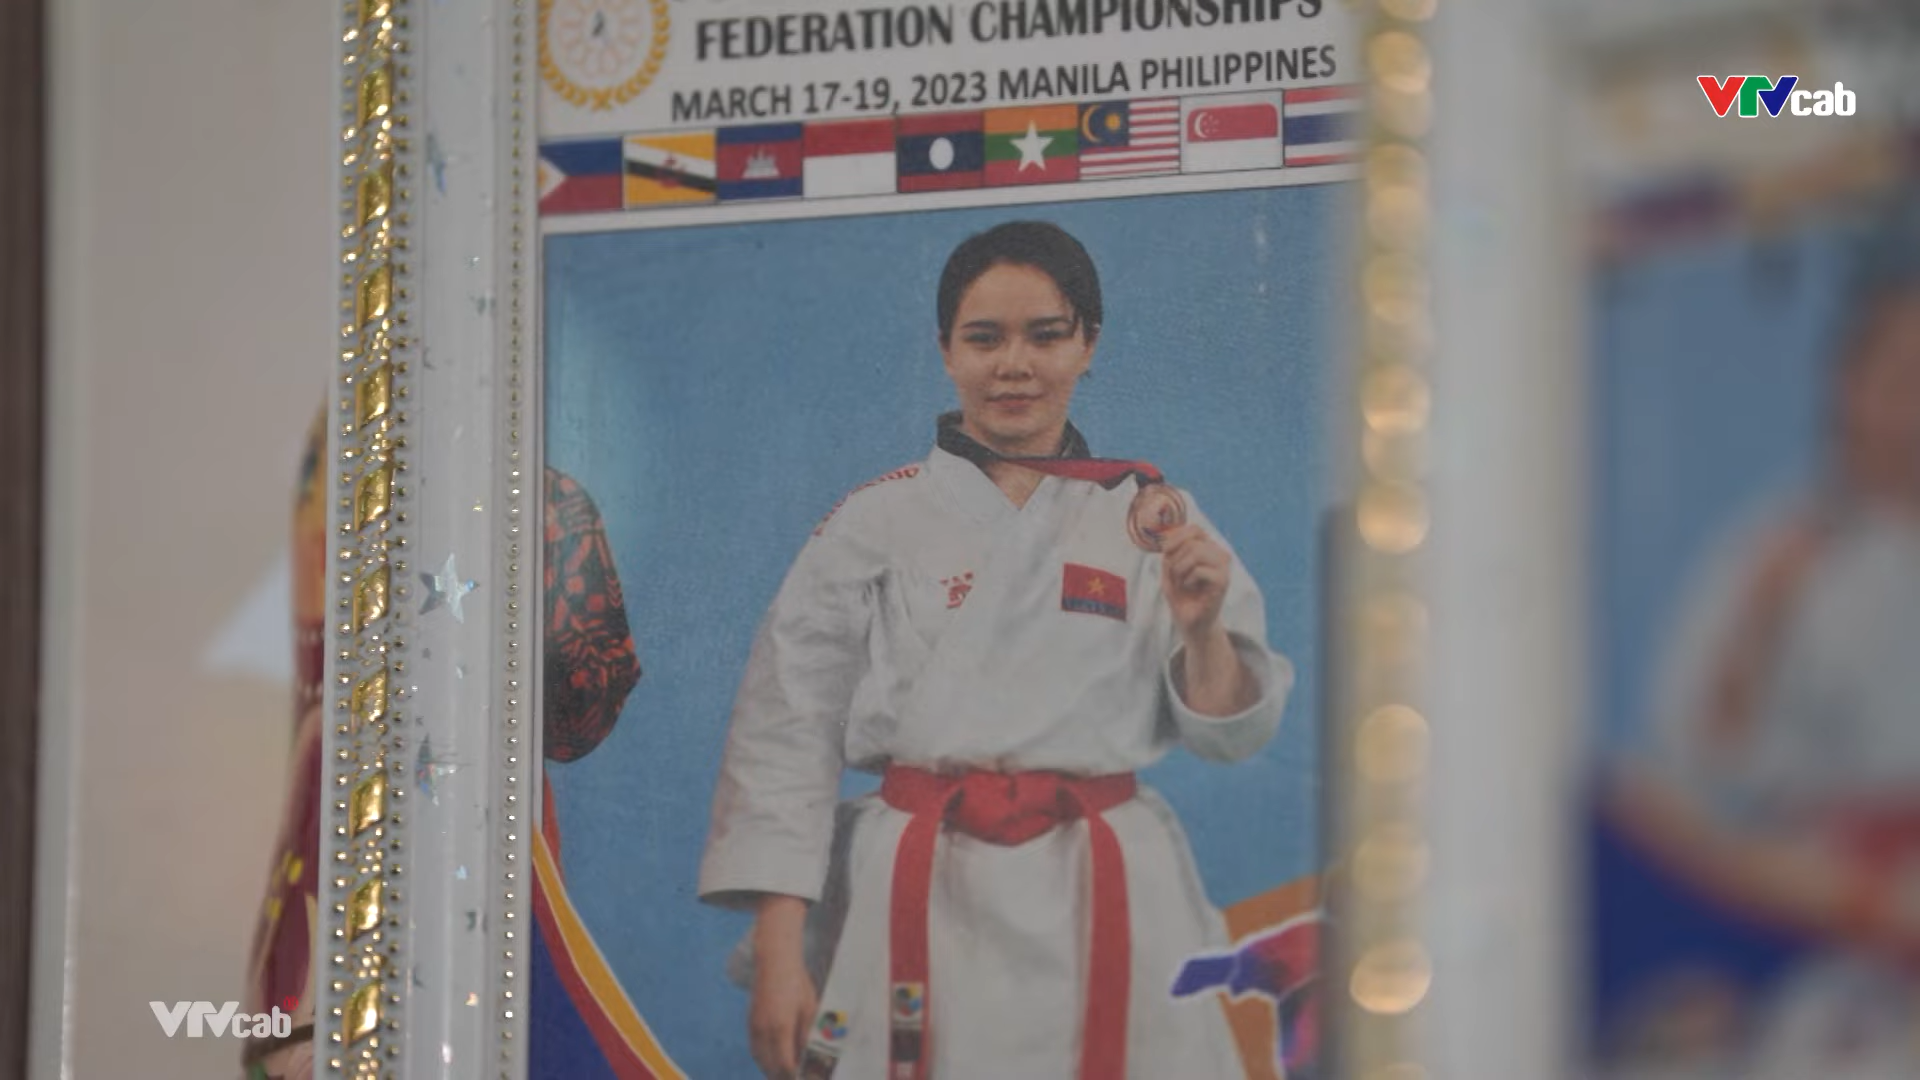 FEDERATION CHAMPIONSHIPS
MARCH 17-19, 2023 MANILA PHILIPPINES
VTVcab
VTVcab